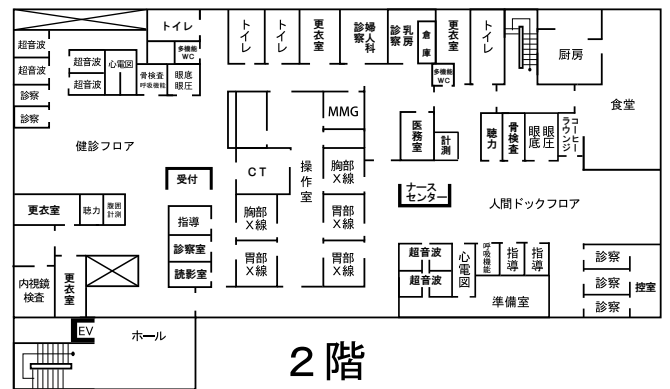 トイレ
トイレ
トイレ
更衣室
婦人科
診察
乳房
診察
倉庫
更衣室
トイレ
厨房
超音波
超音波
診察
診察
超音波
超音波
心電図
多機能
WC
骨検査
呼吸機能
眼底
眼圧
多機能
WC
食堂
MMG
医務室
計測
聴力
骨検査
眼底
眼圧
コーヒー
ラウンジ
健診フロア
受付
CT
操作室
胸部
X線
ナース
センター
人間ドックフロア
更衣室
聴力
腹囲
計測
指導
診察室
読影室
胸部
X線
胃部
X線
胃部
X線
胃部
X線
内視鏡
検査
更衣室
超音波
超音波
心電図
呼吸機能
指導
指導
準備室
診察
診察
診察
控室
EV
ホール
2階